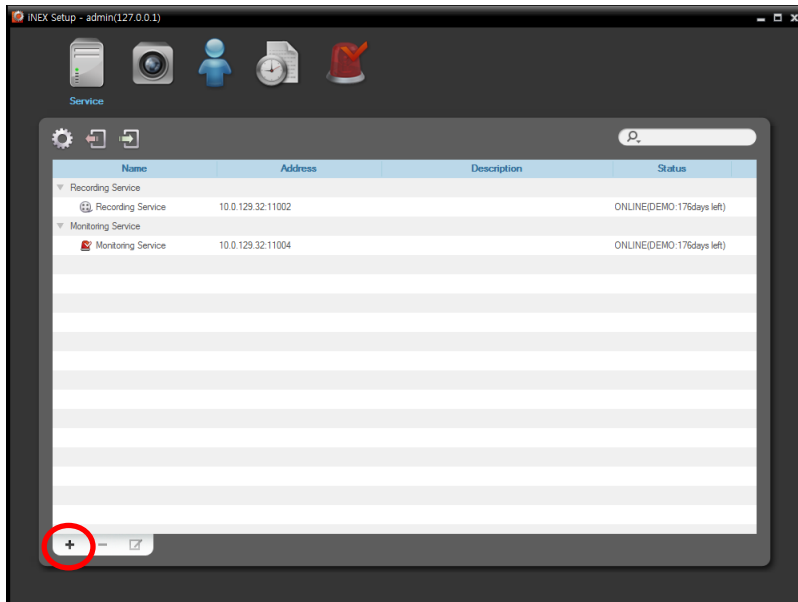 iNEX Setup - admin(127.0.0.1)
Service
Name Address Description Status
Recording Service
Recording Service 10.0.129.32:11002 ONLINE(DEMO:176days left)
Monitoring Service
Monitoring Service 10.0.129.32:11004 ONLINE(DEMO:176days left)